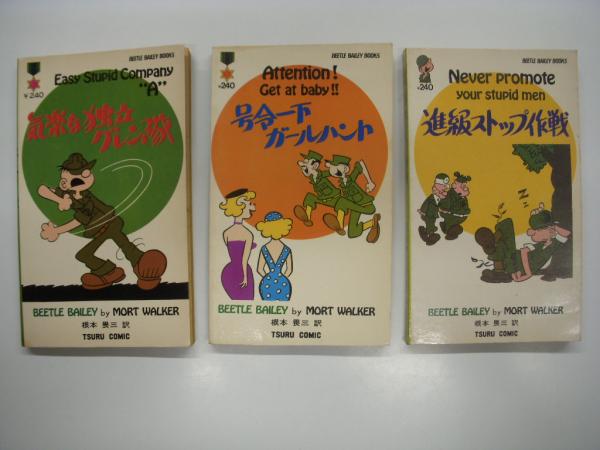 ¥240
Easy Stupid Company
"A"
気楽な独立
グレン隊
BEETLE BAILEY by MORT WALKER
根本 畏三 訳
TSURU COMIC
BEETLE BAILEY BOOKS
¥240
Attention!
Get at baby!!
号令一下
ガールハント
BEETLE BAILEY by MORT WALKER
根本 畏三 訳
TSURU COMIC
BEETLE BAILEY BOOKS
¥240
Never promote
your stupid men
進級ストップ作戦
Z
Z
BEETLE BAILEY by MORT WALKER
根本 畏三 訳
TSURU COMIC
BEETLE BAILEY BOOKS